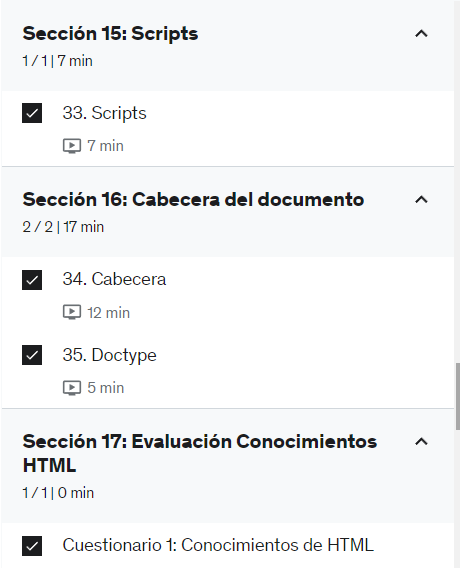 Sección 15: Scripts
1 / 1 | 7 min
33. Scripts
7 min
Sección 16: Cabecera del documento
2 / 2 | 17 min
34. Cabecera
12 min
35. Doctype
5 min
Sección 17: Evaluación Conocimientos
HTML
1 / 1 | 0 min
Cuestionario 1: Conocimientos de HTML